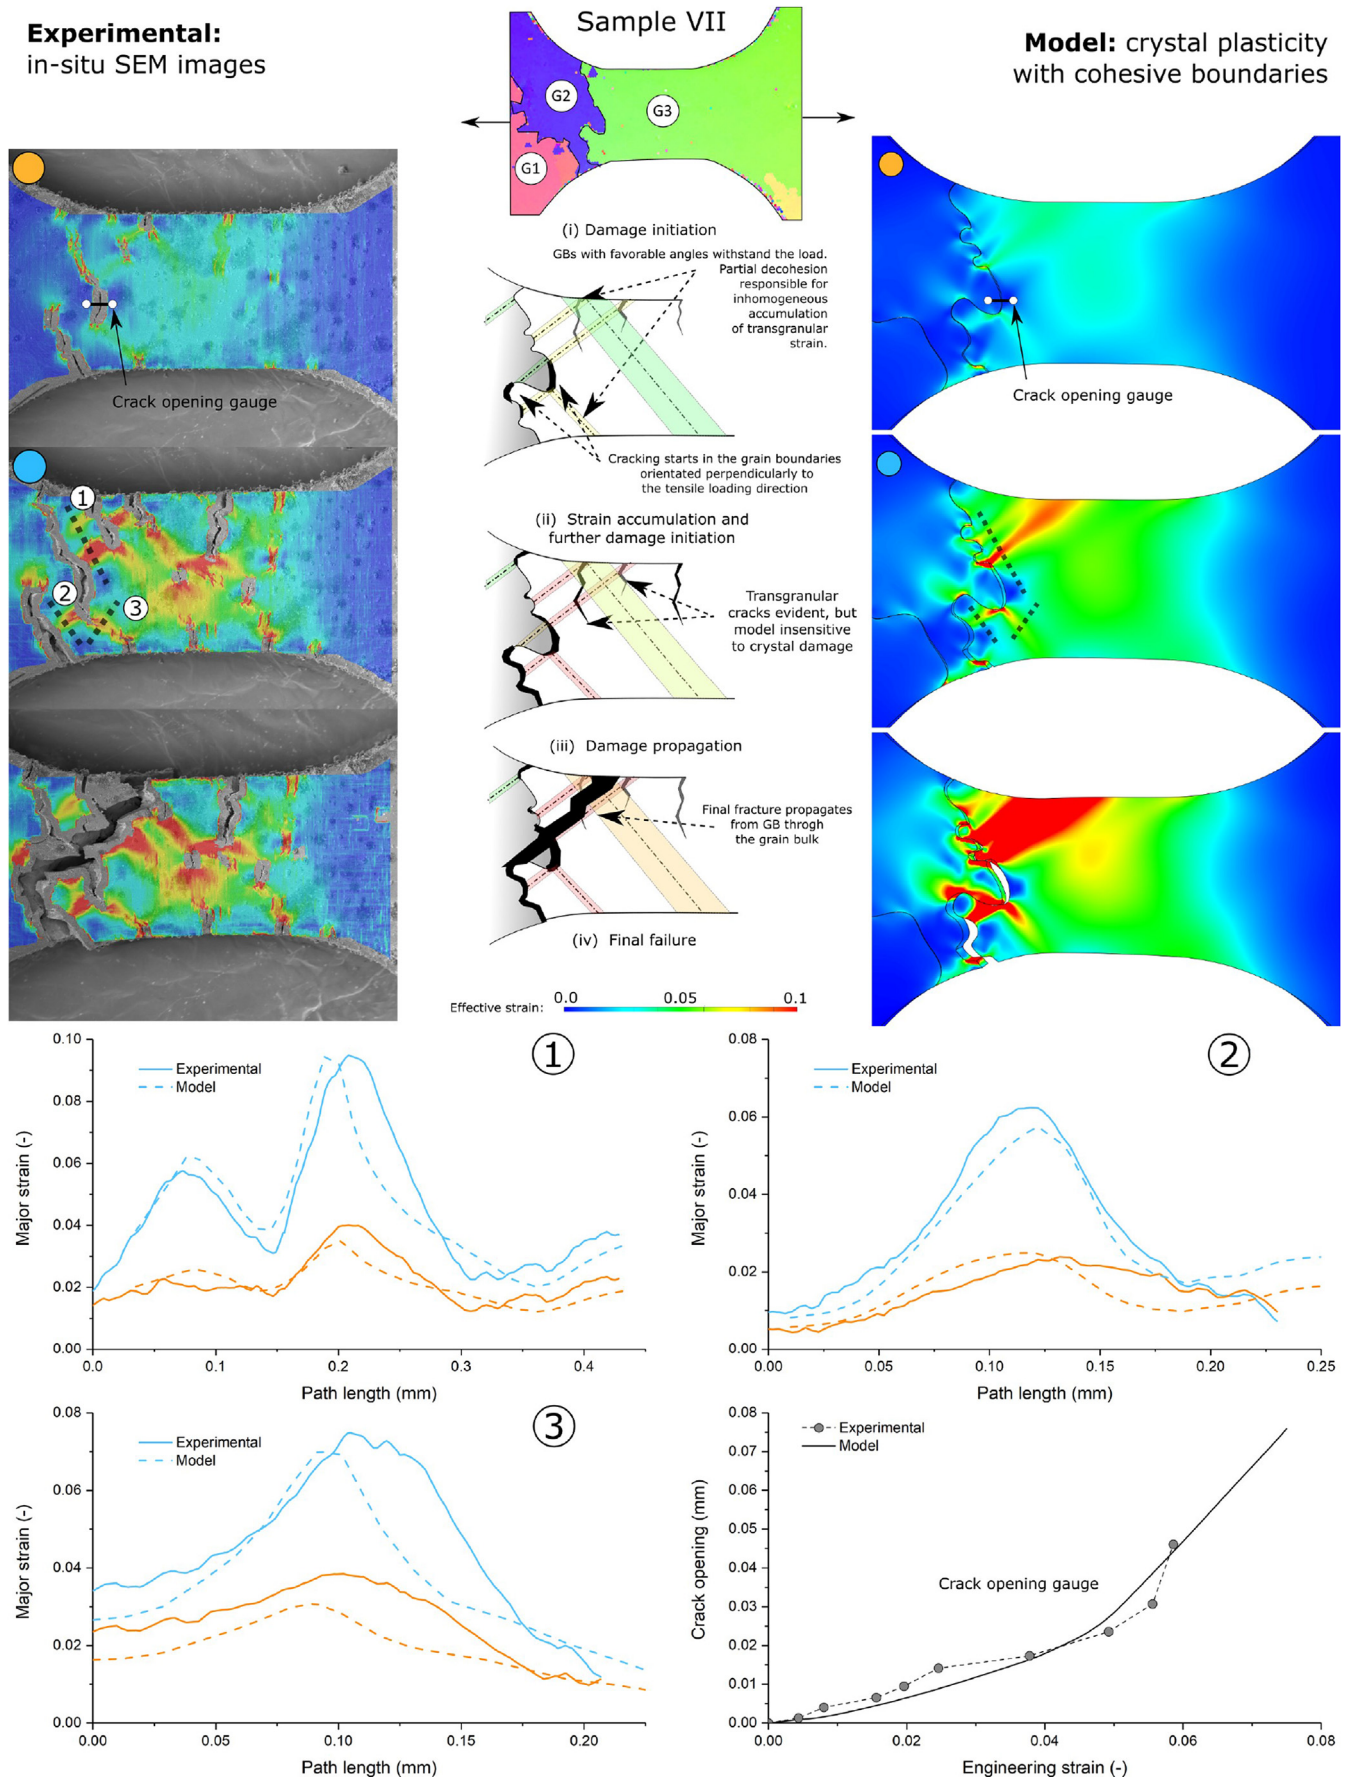 Experimental:
in-situ SEM images
Sample VII
Model: crystal plasticity
with cohesive boundaries
G2
G3
G1
(i) Damage initiation
GBs with favorable angles withstand the load.
Partial decohesion
responsible for
inhomogeneous
accumulation
of transgranular
strain.
Crack opening gauge
Crack opening gauge
Cracking starts in the grain boundaries
orientated perpendicularly to
the tensile loading direction
1
2
3
(ii) Strain accumulation and
further damage initiation
Transgranular
cracks evident, but
model insensitive
to crystal damage
(iii) Damage propagation
Final fracture propagates
from GB throgh
the grain bulk
(iv) Final failure
Effective strain: 0.0 0.05 0.1
1
Experimental
Model
0.10
0.08
0.06
0.04
0.02
0.00
Major strain (-)
0.0 0.1 0.2 0.3 0.4
Path length (mm)
2
Experimental
Model
0.08
0.06
0.04
0.02
0.00
Major strain (-)
0.00 0.05 0.10 0.15 0.20 0.25
Path length (mm)
3
Experimental
Model
0.08
0.06
0.04
0.02
0.00
Major strain (-)
0.00 0.05 0.10 0.15 0.20
Path length (mm)
Experimental
Model
0.08
0.07
0.06
0.05
0.04
0.03
0.02
0.01
0.00
Crack opening (mm)
Crack opening gauge
0.00 0.02 0.04 0.06 0.08
Engineering strain (-)